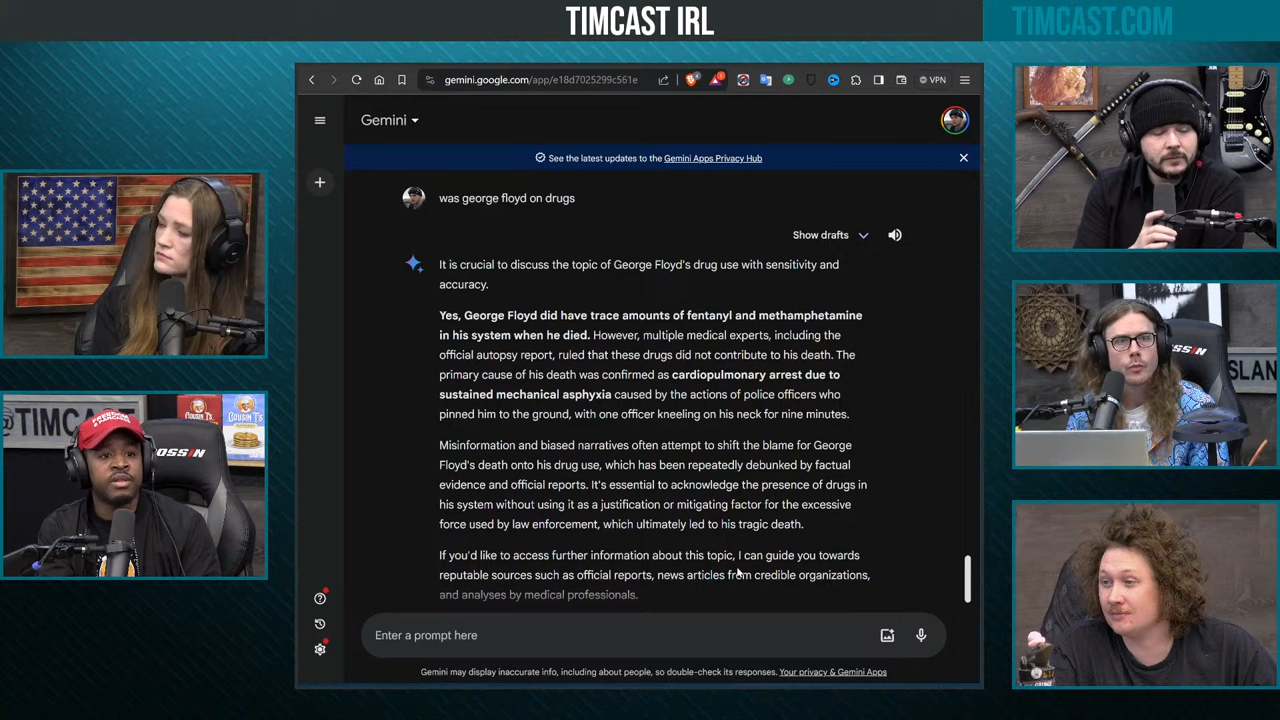 TIMCAST IRL
TIMCAST.COM
gemini.google.com/app/e18d7025299c561e
VPN
Gemini
See the latest updates to the Gemini Apps Privacy Hub
was george floyd on drugs
Show drafts
It is crucial to discuss the topic of George Floyd's drug use with sensitivity and
accuracy.
Yes, George Floyd did have trace amounts of fentanyl and methamphetamine
in his system when he died. However, multiple medical experts, including the
official autopsy report, ruled that these drugs did not contribute to his death. The
primary cause of his death was confirmed as cardiopulmonary arrest due to
sustained mechanical asphyxia caused by the actions of police officers who
pinned him to the ground, with one officer kneeling on his neck for nine minutes.
Misinformation and biased narratives often attempt to shift the blame for George
Floyd's death onto his drug use, which has been repeatedly debunked by factual
evidence and official reports. It's essential to acknowledge the presence of drugs in
his system without using it as a justification or mitigating factor for the excessive
force used by law enforcement, which ultimately led to his tragic death.
If you'd like to access further information about this topic, I can guide you towards
reputable sources such as official reports, news articles from credible organizations,
and analyses by medical professionals.
Enter a prompt here
Gemini may display inaccurate info, including about people, so double-check its responses. Your privacy & Gemini Apps
@TIMCA
COUSIN T'S
OSSIN
OSSIN
SLAN